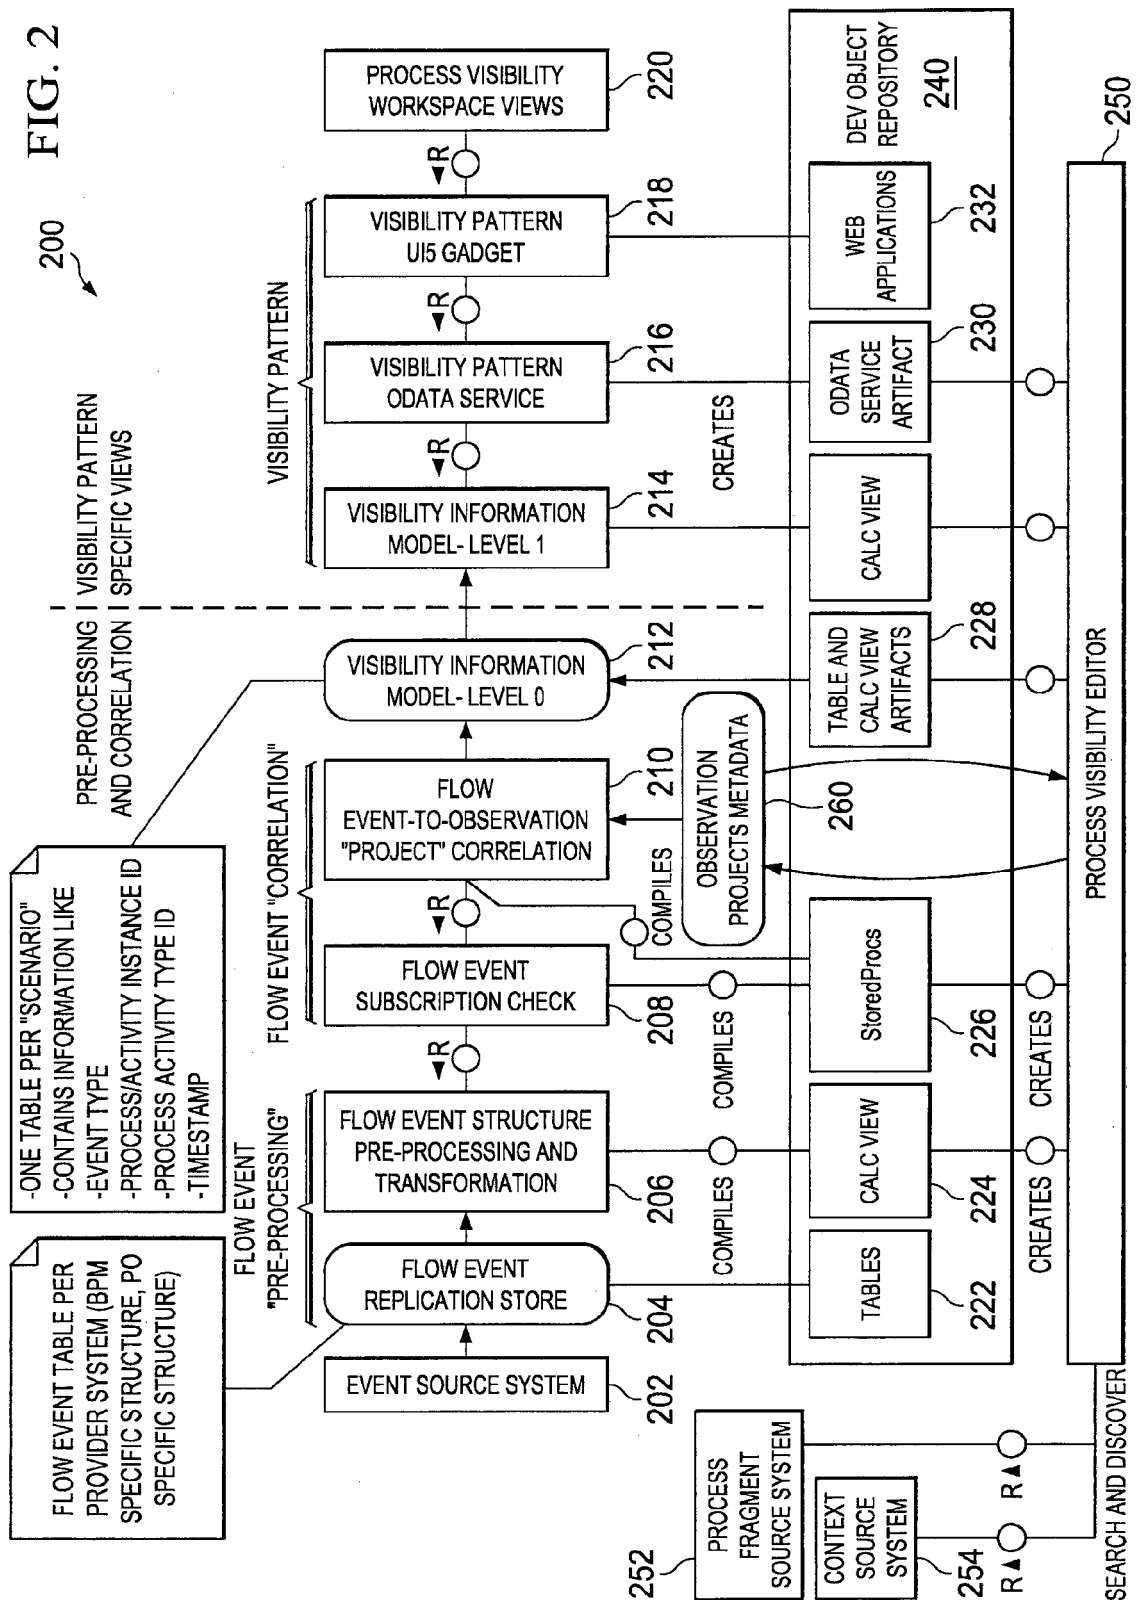 FIG. 2
200
PRE-PROCESSING
AND CORRELATION
VISIBILITY PATTERN
SPECIFIC VIEWS
FLOW EVENT TABLE PER
PROVIDER SYSTEM (BPM
SPECIFIC STRUCTURE, PO
SPECIFIC STRUCTURE)
-ONE TABLE PER "SCENARIO"
-CONTAINS INFORMATION LIKE
-EVENT TYPE
-PROCESS/ACTIVITY INSTANCE ID
-PROCESS ACTIVITY TYPE ID
-TIMESTAMP
FLOW EVENT
"PRE-PROCESSING"
FLOW EVENT "CORRELATION"
VISIBILITY PATTERN
EVENT SOURCE SYSTEM
202
FLOW EVENT
REPLICATION STORE
204
FLOW EVENT STRUCTURE
PRE-PROCESSING AND
TRANSFORMATION
206
R
FLOW EVENT
SUBSCRIPTION CHECK
208
R
FLOW
EVENT-TO-OBSERVATION
"PROJECT" CORRELATION
210
VISIBILITY INFORMATION
MODEL- LEVEL 0
212
VISIBILITY INFORMATION
MODEL- LEVEL 1
214
R
VISIBILITY PATTERN
ODATA SERVICE
216
R
VISIBILITY PATTERN
UI5 GADGET
218
R
PROCESS VISIBILITY
WORKSPACE VIEWS
220
COMPILES
COMPILES
COMPILES
CREATES
OBSERVATION
PROJECTS METADATA
260
TABLES
222
CALC VIEW
224
StoredProcs
226
TABLE AND
CALC VIEW
ARTIFACTS
228
CALC VIEW
ODATA
SERVICE
ARTIFACT
230
WEB
APPLICATIONS
232
DEV OBJECT
REPOSITORY
240
CREATES
CREATES
PROCESS VISIBILITY EDITOR
250
252
PROCESS
FRAGMENT
SOURCE SYSTEM
CONTEXT
SOURCE
SYSTEM
254
R
R
SEARCH AND DISCOVER